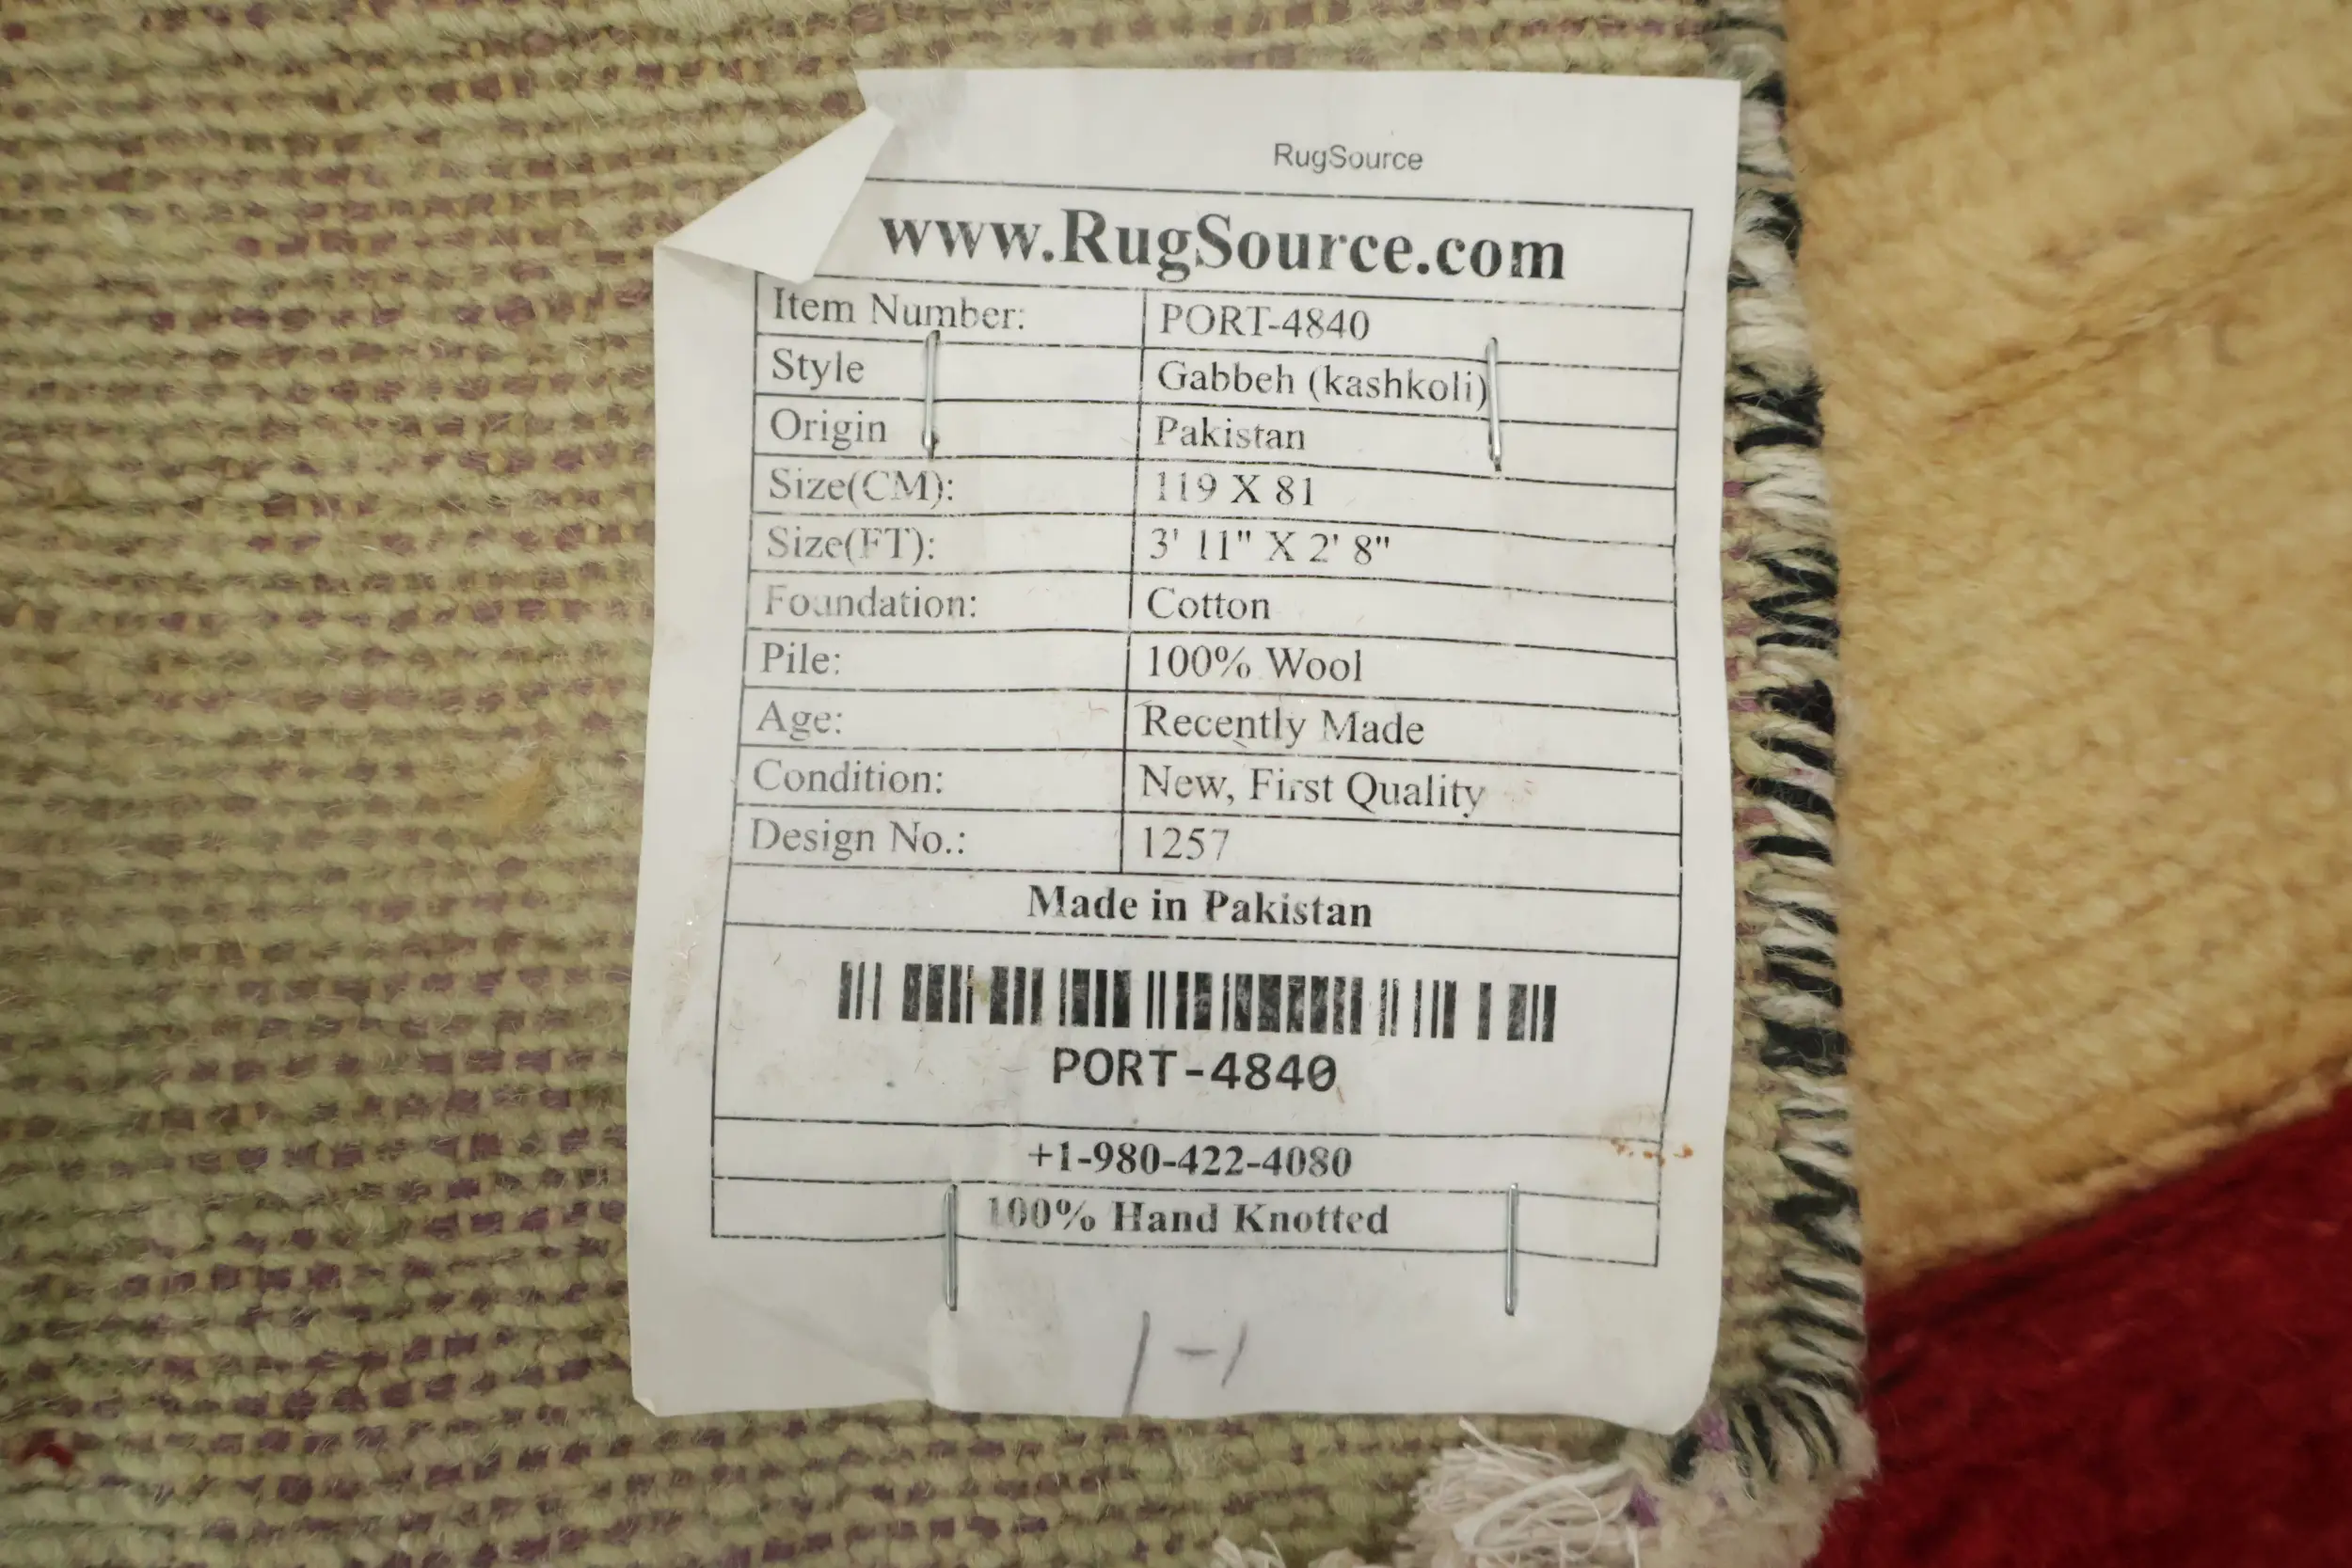 RugSource
www.RugSource.com
Item Number: PORT-4840
Style Gabbeh (kashkoli)
Origin Pakistan
Size(CM): 119 X 81
Size(FT): 3' 11" X 2' 8"
Foundation: Cotton
Pile: 100% Wool
Age: Recently Made
Condition: New, First Quality
Design No.: 1257
Made in Pakistan
PORT-4840
+1-980-422-4080
100% Hand Knotted
1-1